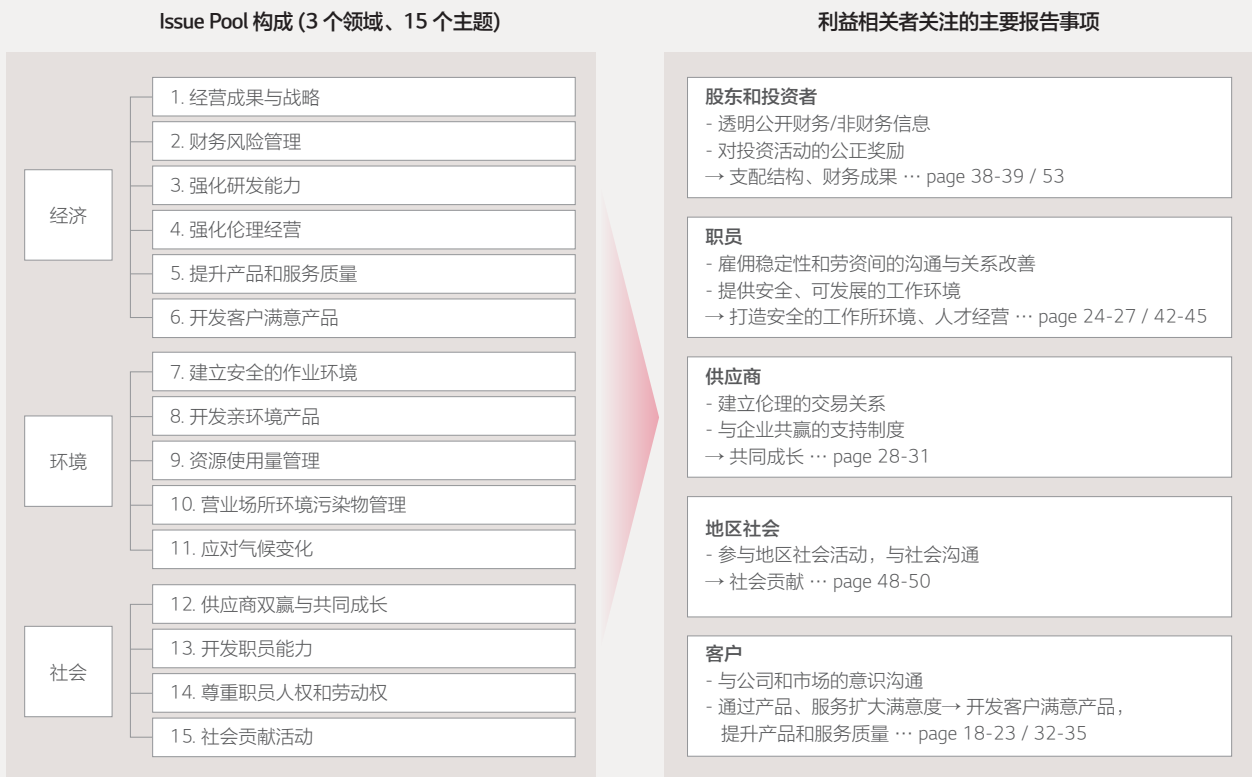 Issue Pool 构成 (3 个领域、15 个主题)
经济
1. 经营成果与战略
2. 财务风险管理
3. 强化研发能力
4. 强化伦理经营
5. 提升产品和服务质量
6. 开发客户满意产品
环境
7. 建立安全的作业环境
8. 开发亲环境产品
9. 资源使用量管理
10. 营业场所环境污染物管理
11. 应对气候变化
社会
12. 供应商双赢与共同成长
13. 开发职员能力
14. 尊重职员人权和劳动权
15. 社会贡献活动
利益相关者关注的主要报告事项
股东和投资者
- 透明公开财务/非财务信息
- 对投资活动的公正奖励
→ 支配结构、财务成果 … page 38-39 / 53
职员
- 雇佣稳定性和劳资间的沟通与关系改善
- 提供安全、可发展的工作环境
→ 打造安全的工作所环境、人才经营 … page 24-27 / 42-45
供应商
- 建立伦理的交易关系
- 与企业共赢的支持制度
→ 共同成长 … page 28-31
地区社会
- 参与地区社会活动，与社会沟通
→ 社会贡献 … page 48-50
客户
- 与公司和市场的意识沟通
- 通过产品、服务扩大满意度→ 开发客户满意产品，
提升产品和服务质量 … page 18-23 / 32-35